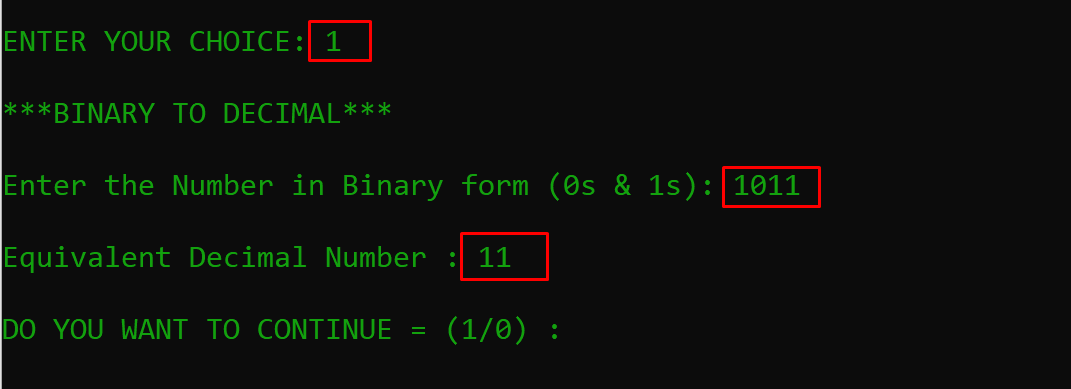 ENTER YOUR CHOICE: 1
***BINARY TO DECIMAL***
Enter the Number in Binary form (0s & 1s): 1011
Equivalent Decimal Number : 11
DO YOU WANT TO CONTINUE = (1/0) :